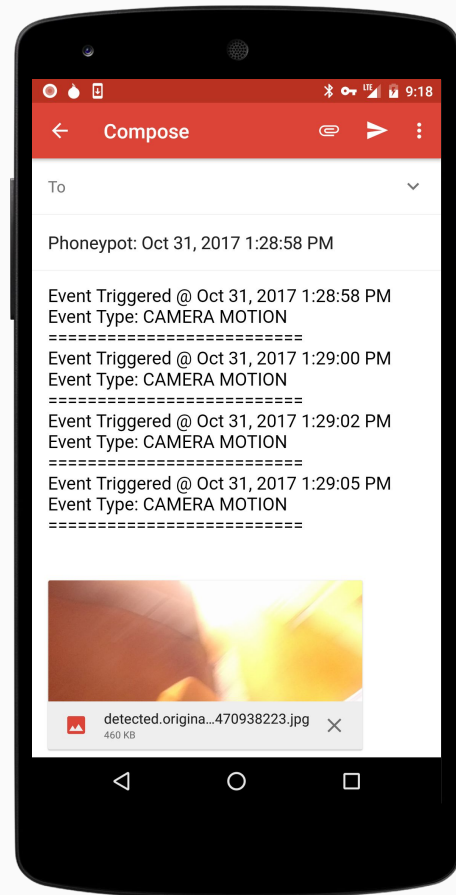 LTE 9:18
Compose
To
Phoneypot: Oct 31, 2017 1:28:58 PM
Event Triggered @ Oct 31, 2017 1:28:58 PM
Event Type: CAMERA MOTION
==========================
Event Triggered @ Oct 31, 2017 1:29:00 PM
Event Type: CAMERA MOTION
==========================
Event Triggered @ Oct 31, 2017 1:29:02 PM
Event Type: CAMERA MOTION
==========================
Event Triggered @ Oct 31, 2017 1:29:05 PM
Event Type: CAMERA MOTION
==========================
detected.origina...470938223.jpg
460 KB